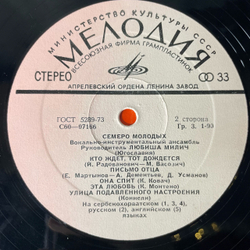 МИНИСТЕРСТВО КУЛЬТУРЫ СССР
МЕЛОДИЯ
ВСЕСОЮЗНАЯ ФИРМА ГРАМПЛАСТИНОК
СТЕРЕО
33
АПРЕЛЕВСКИЙ ОРДЕНА ЛЕНИНА ЗАВОД
ГОСТ 5289-73
2 сторона
С60—07166
Гр. 3. 1-90
СЕМЕРО МОЛОДЫХ
Вокально-инструментальный ансамбль
Руководитель ЛЮБИША МИЛИЧ
(Югославия)
КТО ЖДЕТ, ТОТ ДОЖДЕТСЯ
(Й. Радованович—М. Васозич)
ПИСЬМО ОТЦА
(Е. Мартынов—А. Дементьев, Д. Усманов)
ОНА СПИТ (К. Ковач)
ЭТА ЛЮБОВЬ (К. Монтено)
УЛИЦА ПОДАВЛЕННОГО НАСТРОЕНИЯ
(Коннели)
На сербскохорватском (1, 3, 4),
русском (2), английском (5)
языках